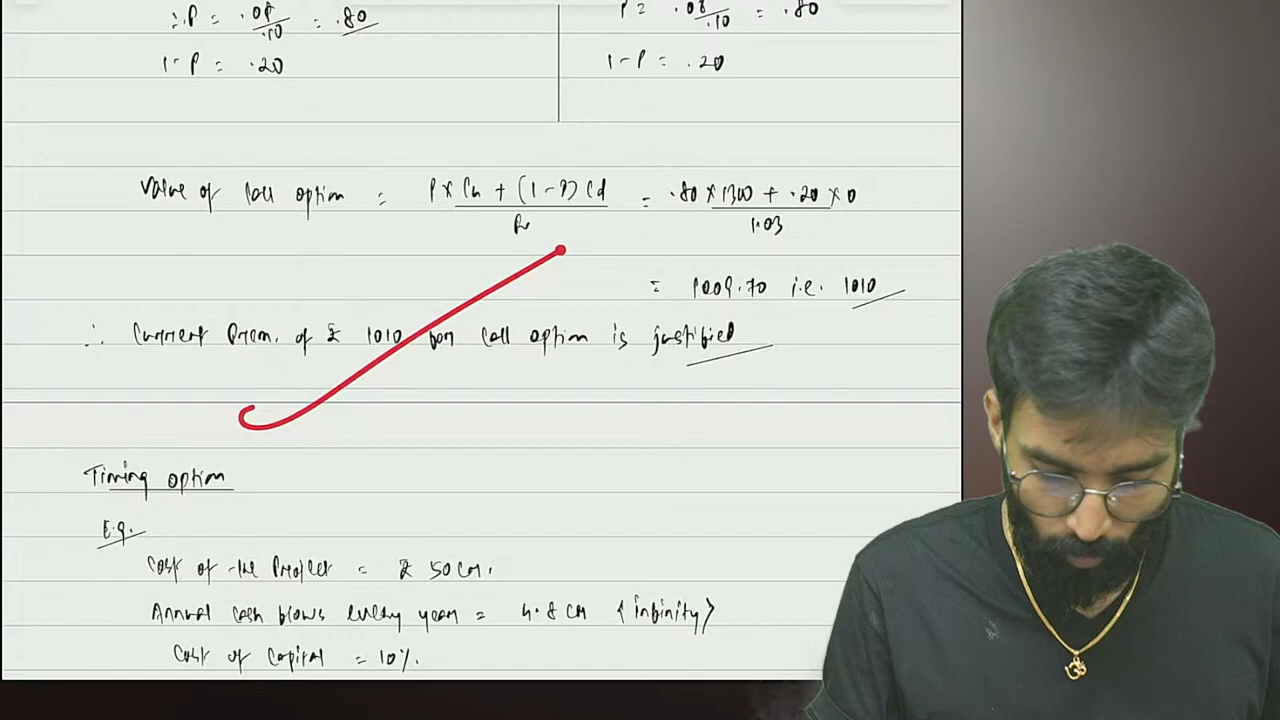 ∴ P = .08/.10 = .80
P = .08/.10 = .80
1-P = .20
1-P = .20
Value of Call option = P x Cu + (1-P) Cd / R = .80 x 1300 + .20 x 0 / 1.03
= 1009.70 i.e. 1010
∴ Current Prem. of ₹ 1010 for Call option is justified
Timing option
E.g.
Cost of the Project = ₹ 50 Cr.
Annual Cash flows every year = 4.8 Cr {infinity}
Cost of Capital = 10%.